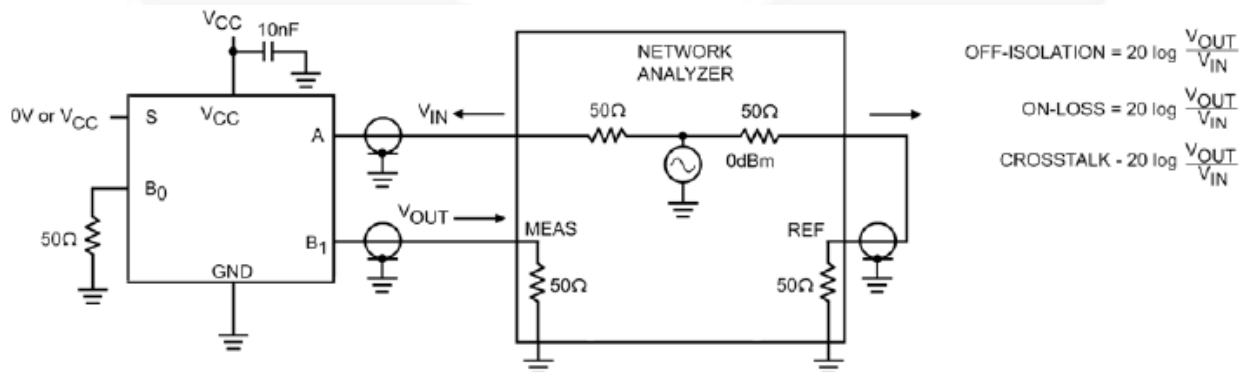 VCC
10nF
0V or VCC
S
VCC
A
B0
B1
50Ω
GND
VIN
VOUT
NETWORK
ANALYZER
50Ω
50Ω
0dBm
MEAS
REF
50Ω
50Ω
OFF-ISOLATION = 20 log VOUT
VIN
ON-LOSS = 20 log VOUT
VIN
CROSSTALK - 20 log VOUT
VIN